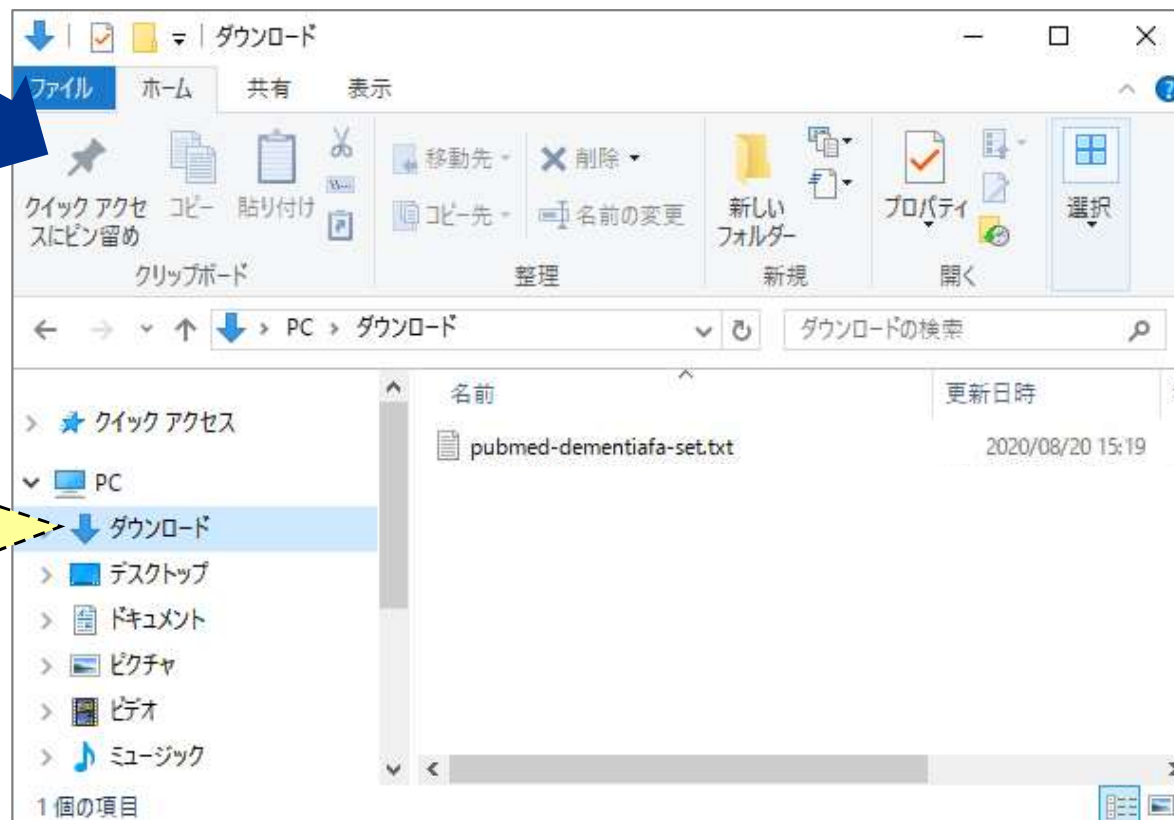 ダウンロード
ファイル ホーム 共有 表示
クイック アクセスにピン留め
コピー
貼り付け
移動先
削除
コピー先
名前の変更
新しい
フォルダー
プロパティ
選択
クリップボード 整理 新規 開く
PC › ダウンロード
ダウンロードの検索
名前 更新日時
クイック アクセス
pubmed-dementiafa-set.txt 2020/08/20 15:19
PC
ダウンロード
デスクトップ
ドキュメント
ピクチャ
ビデオ
ミュージック
1 個の項目